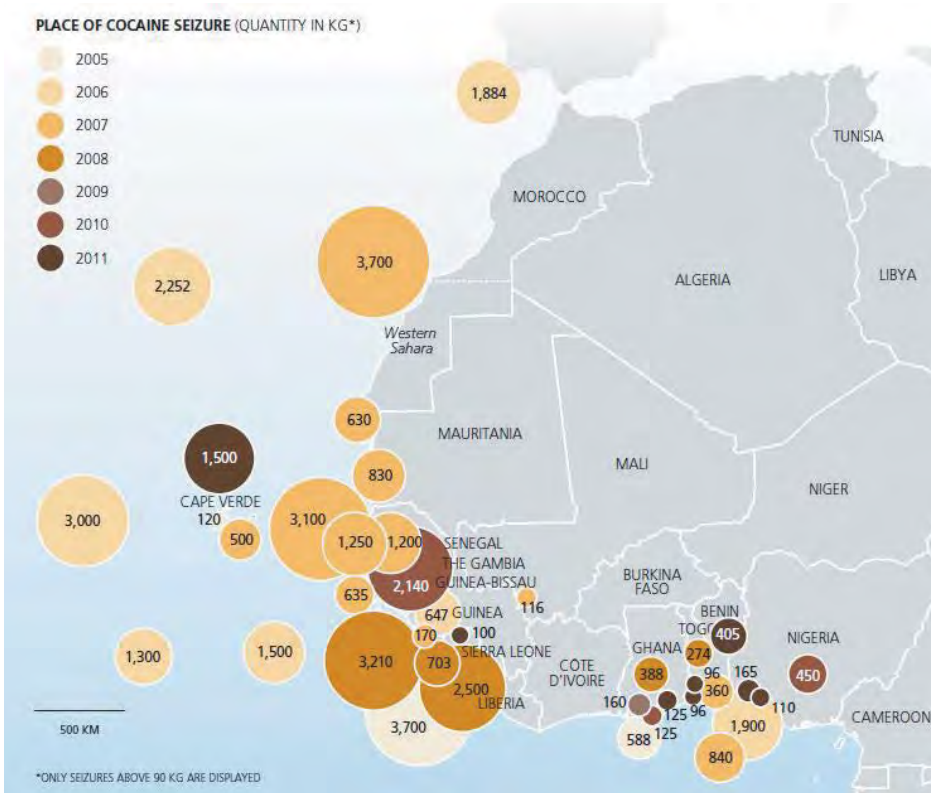 PLACE OF COCAINE SEIZURE (QUANTITY IN KG*)
2005
2006
2007
2008
2009
2010
2011
1,884
TUNISIA
MOROCCO
3,700
ALGERIA
LIBYA
2,252
Western
Sahara
630
MAURITANIA
MALI
1,500
830
NIGER
CAPE VERDE
3,000
120
500
3,100
1,250
1,200
SENEGAL
THE GAMBIA
2,140
GUINEA-BISSAU
BURKINA
FASO
635
116
647
GUINEA
BENIN
170
100
TOGO
405
NIGERIA
1,300
1,500
3,210
703
SIERRA LEONE
GHANA
274
CÔTE
D'IVOIRE
388
96
165
450
2,500
LIBERIA
160
360
110
125
96
500 KM
3,700
588
125
1,900
CAMEROON
840
*ONLY SEIZURES ABOVE 90 KG ARE DISPLAYED